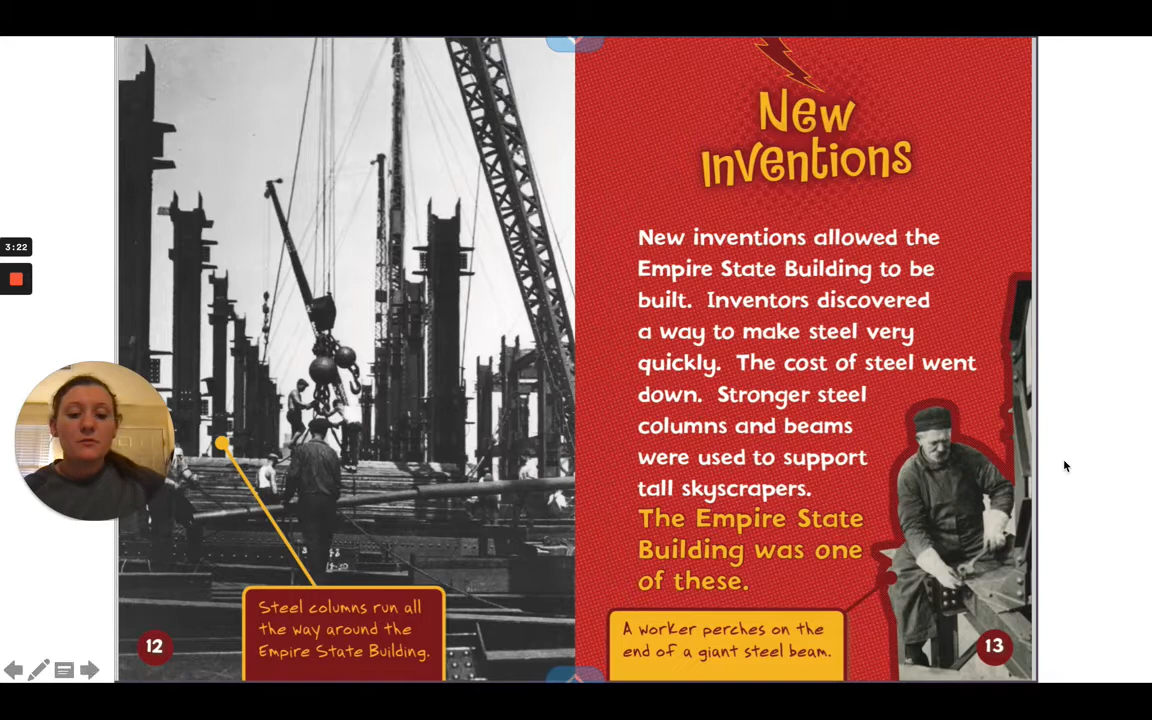 3:22
Steel columns run all
the way around the
Empire State Building.
12
New
Inventions
New inventions allowed the
Empire State Building to be
built. Inventors discovered
a way to make steel very
quickly. The cost of steel went
down. Stronger steel
columns and beams
were used to support
tall skyscrapers.
The Empire State
Building was one
of these.
A worker perches on the
end of a giant steel beam.
13